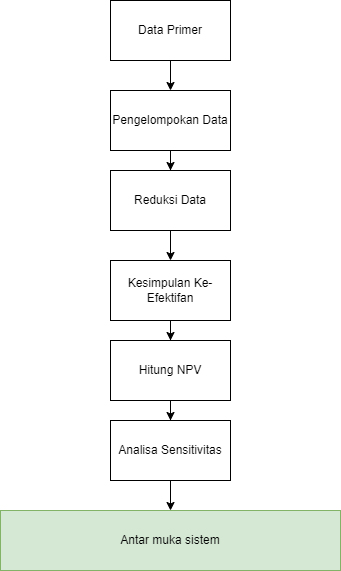 Data Primer
Pengelompokan Data
Reduksi Data
Kesimpulan Ke-
Efektifan
Hitung NPV
Analisa Sensitivitas
Antar muka sistem